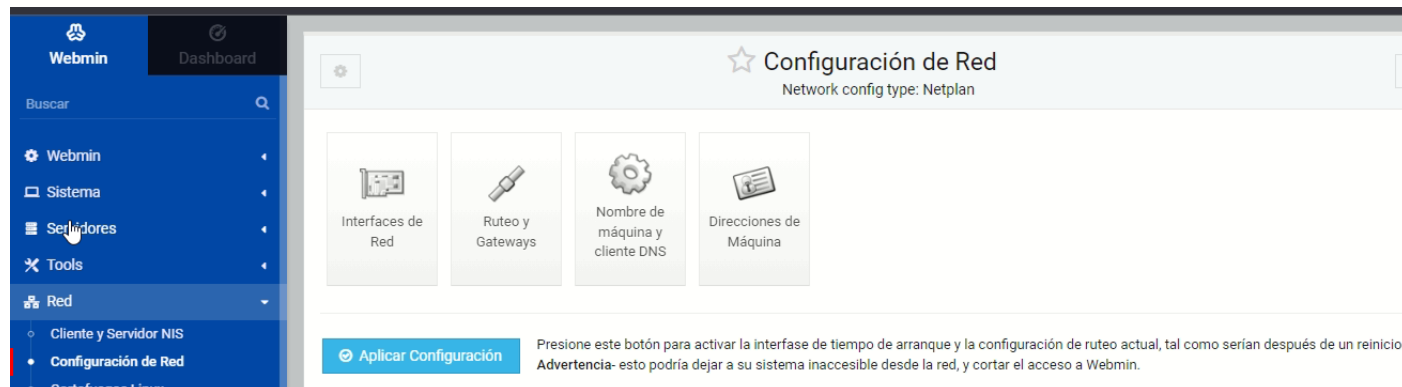 Webmin
Dashboard
Buscar
Webmin
Sistema
Servidores
Tools
Red
Cliente y Servidor NIS
Configuración de Red
Configuración de Red
Network config type: Netplan
Interfaces de
Red
Ruteo y
Gateways
Nombre de
máquina y
cliente DNS
Direcciones de
Máquina
Aplicar Configuración
Presione este botón para activar la interfase de tiempo de arranque y la configuración de ruteo actual, tal como serían después de un reinicio
Advertencia- esto podría dejar a su sistema inaccesible desde la red, y cortar el acceso a Webmin.